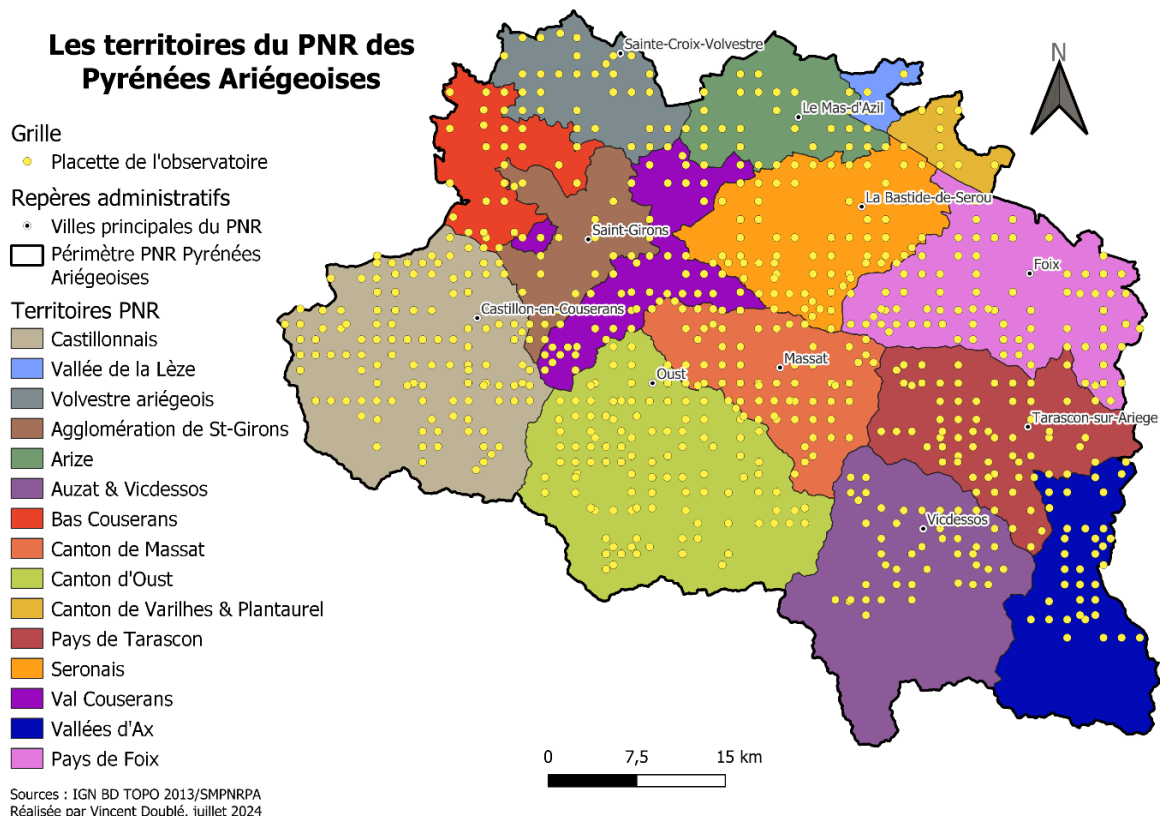 Les territoires du PNR des
Pyrénées Ariégeoises
Grille
Placette de l'observatoire
Repères administratifs
Villes principales du PNR
Périmètre PNR Pyrénées
Ariégeoises
Territoires PNR
Castillonnais
Vallée de la Lèze
Volvestre ariégeois
Agglomération de St-Girons
Arize
Auzat & Vicdessos
Bas Couserans
Canton de Massat
Canton d'Oust
Canton de Varilhes & Plantaurel
Pays de Tarascon
Seronais
Val Couserans
Vallées d'Ax
Pays de Foix
Sources : IGN BD TOPO 2013/SMPNRPA
Réalisée par Vincent Doublé, juillet 2024
Sainte-Croix-Volvestre
N
Le Mas-d'Azil
La Bastide-de-Serou
Saint-Girons
Foix
Castillon-en-Couserans
Massat
Oust
Tarascon-sur-Ariege
Vicdessos
0 7,5 15 km